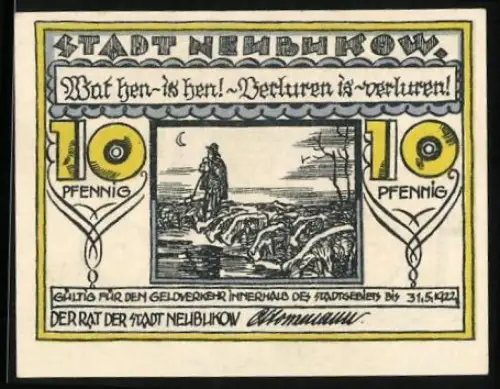 STADT NEUBUKOW.
Wat hen - is hen! - Verluren is - verluren!
10 10
PFENNIG PFENNIG
GÜLTIG FÜR DEN GELDVERKEHR INNERHALB DES STADTGEBIETS BIS 31.5.1922
DER RAT DER STADT NEUBUKOW